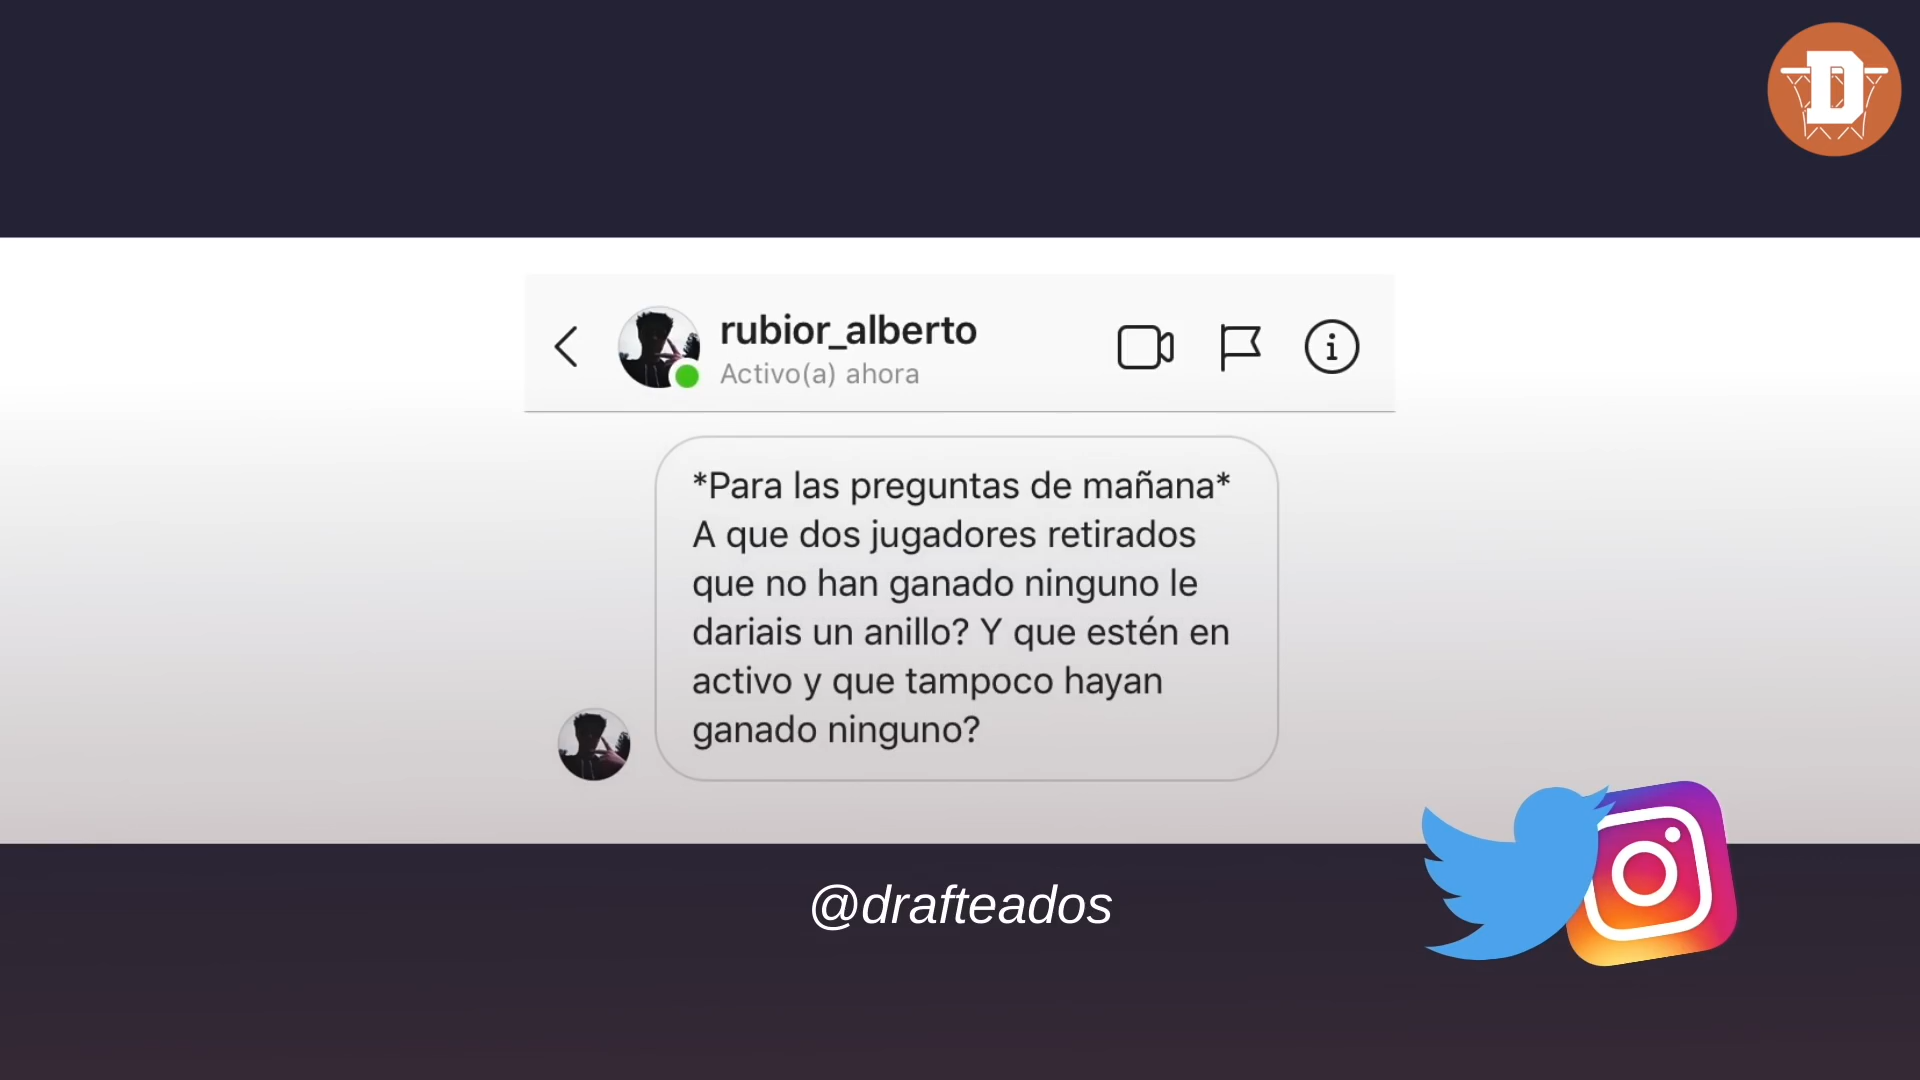 D
rubior_alberto
Activo(a) ahora
*Para las preguntas de mañana*
A que dos jugadores retirados
que no han ganado ninguno le
dariais un anillo? Y que estén en
activo y que tampoco hayan
ganado ninguno?
@drafteados